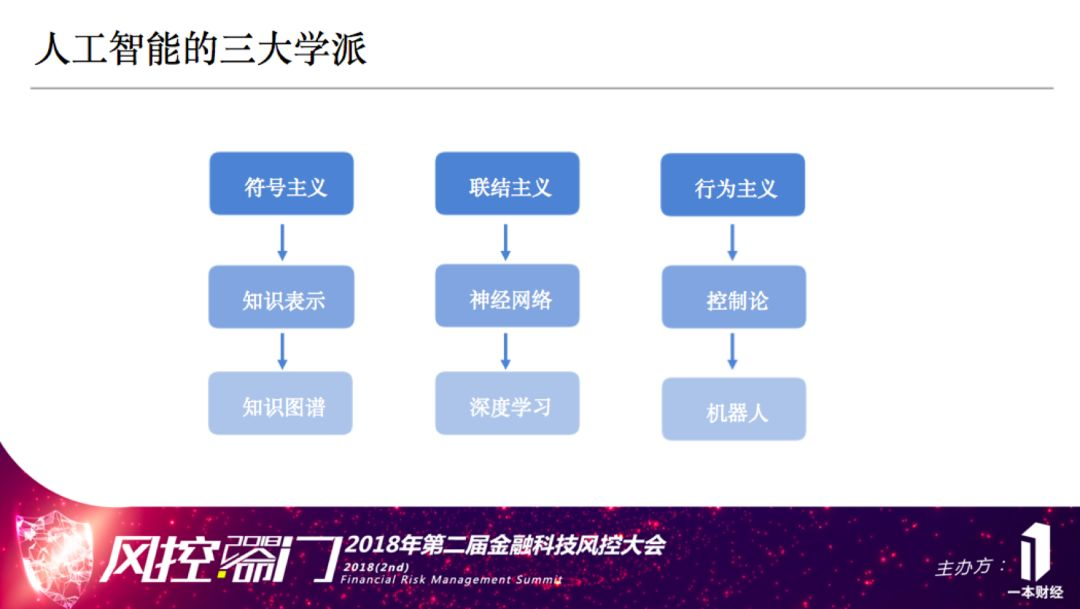 人工智能的三大学派
符号主义
联结主义
行为主义
知识表示
神经网络
控制论
知识图谱
深度学习
机器人
风控 2018 命门
2018年第二届金融科技风控大会
2018(2nd)
Financial Risk Management Summit
主办方：
一本财经